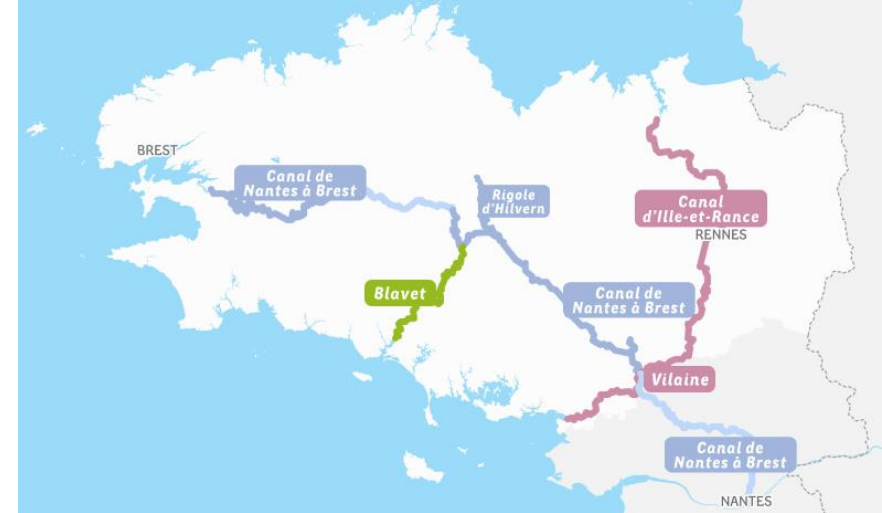 BREST
Canal de
Nantes à Brest
Rigole
d'Hilvern
Canal
d'Ille-et-Rance
RENNES
Blavet
Canal de
Nantes à Brest
Vilaine
Canal de
Nantes à Brest
NANTES